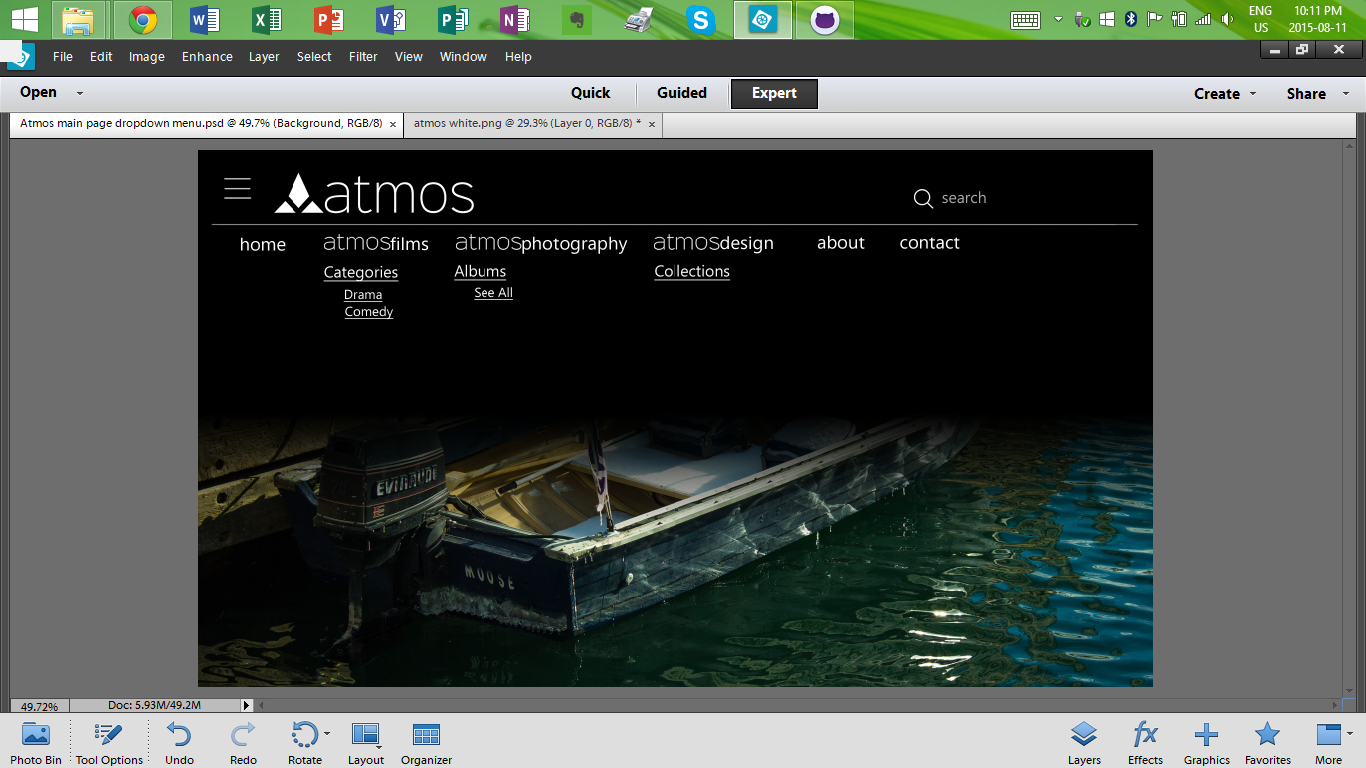 ENG 10:11 PM
US 2015-08-11
File Edit Image Enhance Layer Select Filter View Window Help
Open Quick Guided Expert Create Share
Atmos main page dropdown menu.psd @ 49.7% (Background, RGB/8) × atmos white.png @ 29.3% (Layer 0, RGB/8) * ×
atmos
search
home atmosfilms atmosphotography atmosdesign about contact
Categories Albums Collections
Drama See All
Comedy
EVINRUDE
MOOSE
49.72% Doc: 5.93M/49.2M
Photo Bin Tool Options Undo Redo Rotate Layout Organizer Layers Effects Graphics Favorites More